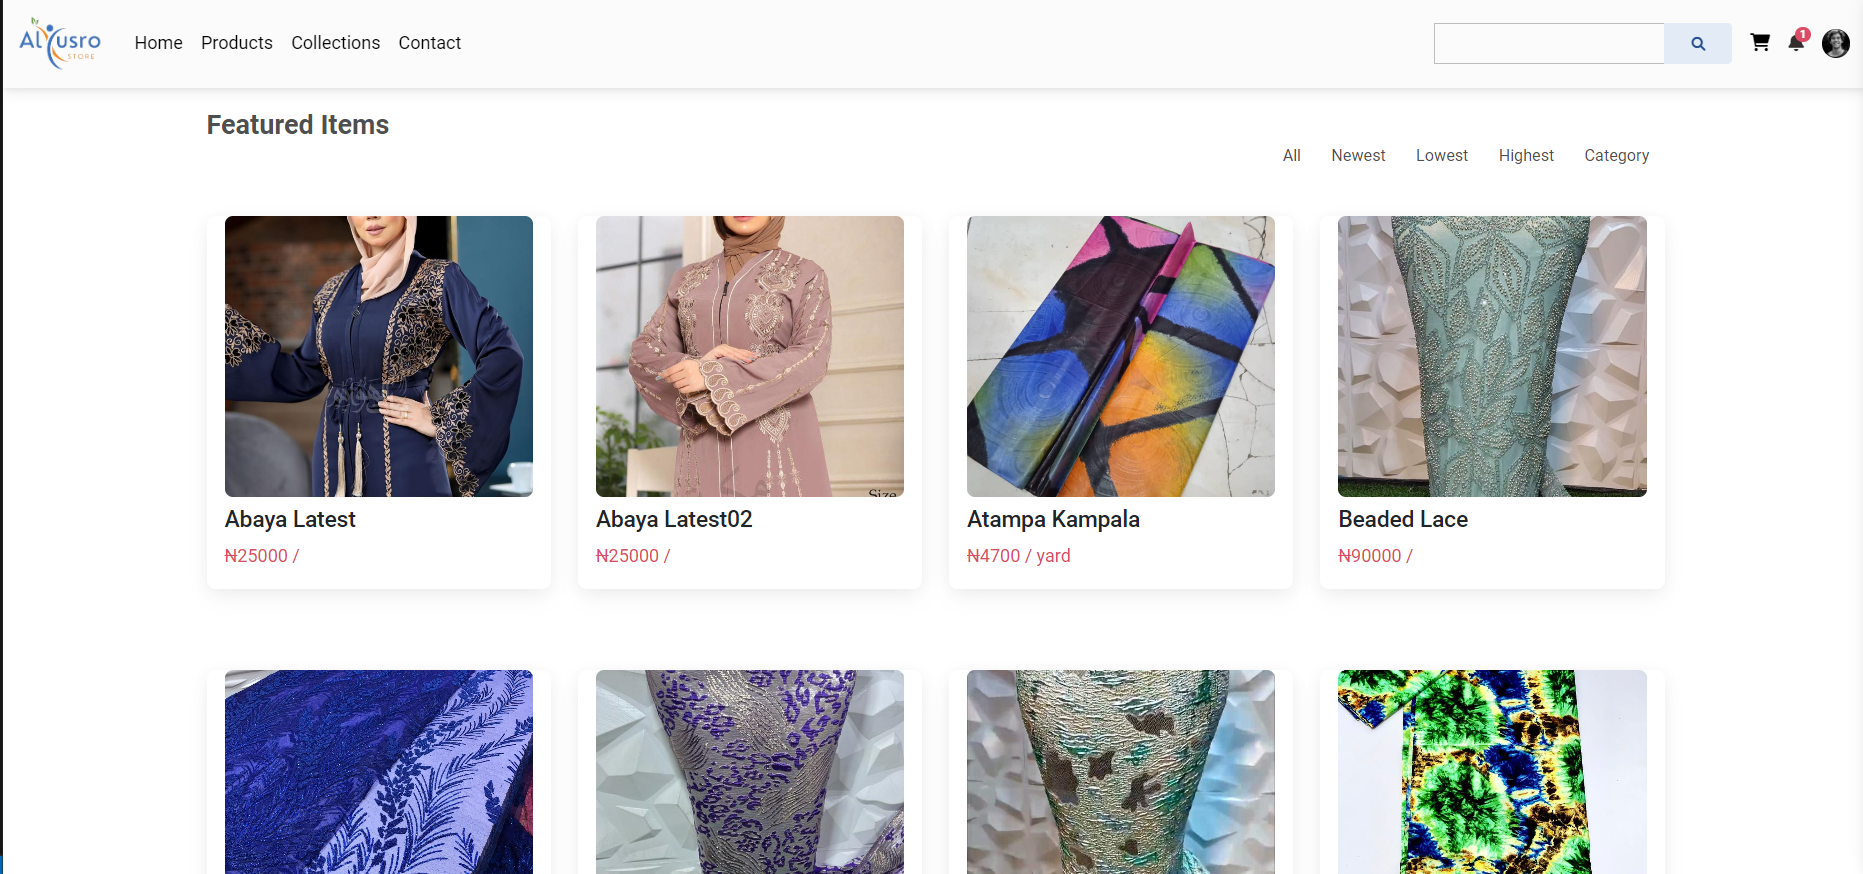 Alyusro
STORE
Home Products Collections Contact
1
Featured Items
All Newest Lowest Highest Category
Size
Abaya Latest
₦25000 /
Abaya Latest02
₦25000 /
Atampa Kampala
₦4700 / yard
Beaded Lace
₦90000 /